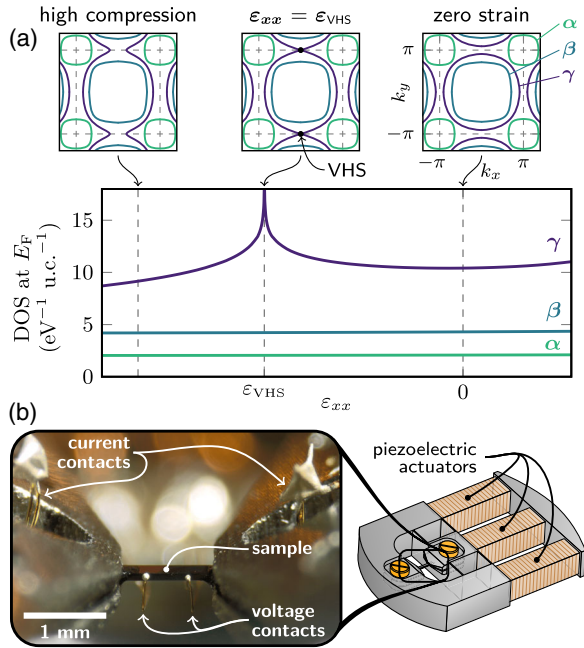 (a)
high compression
εxx = εVHS
zero strain
α
β
γ
π
ky
−π
−π
π
kx
VHS
DOS at EF
(eV−1 u.c.−1)
15
10
5
0
γ
β
α
εVHS
εxx
0
(b)
current
contacts
sample
voltage
contacts
1 mm
piezoelectric
actuators